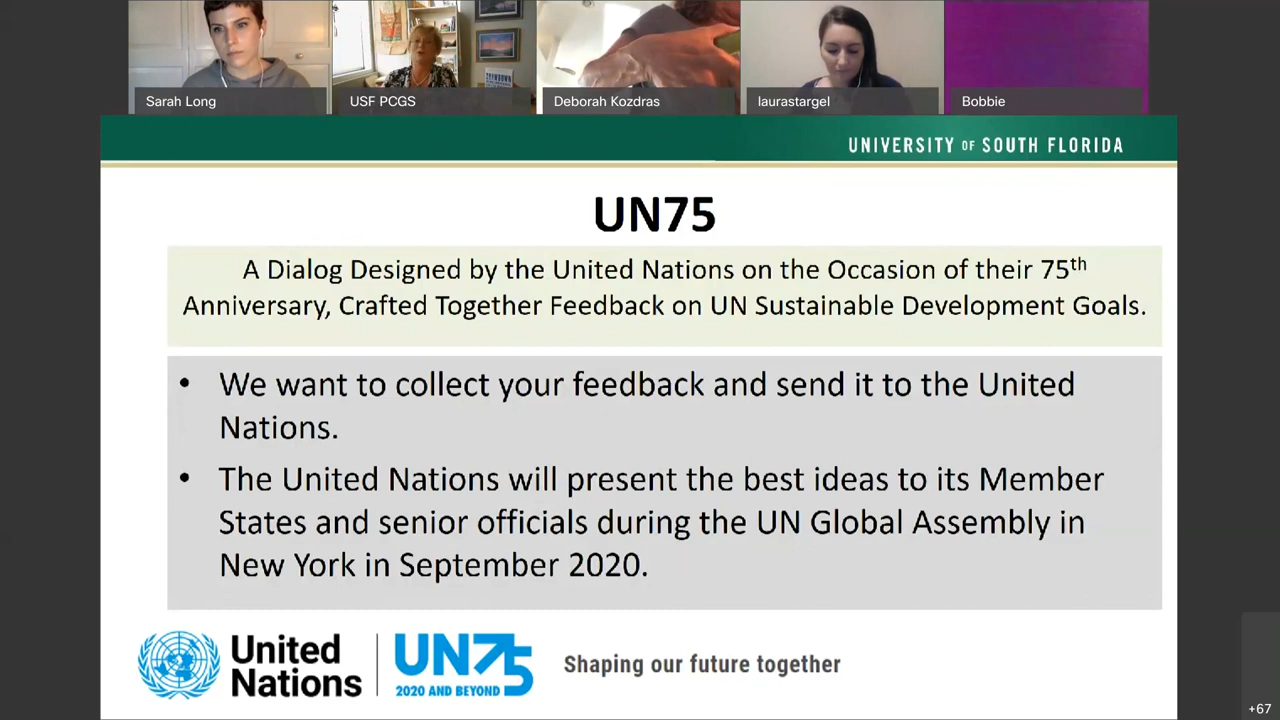 Sarah Long
USF PCGS
Deborah Kozdras
laurastargel
Bobbie
UNIVERSITY OF SOUTH FLORIDA
UN75
A Dialog Designed by the United Nations on the Occasion of their 75th
Anniversary, Crafted Together Feedback on UN Sustainable Development Goals.
• We want to collect your feedback and send it to the United
Nations.
• The United Nations will present the best ideas to its Member
States and senior officials during the UN Global Assembly in
New York in September 2020.
United
Nations
UN75
2020 AND BEYOND
Shaping our future together
+67